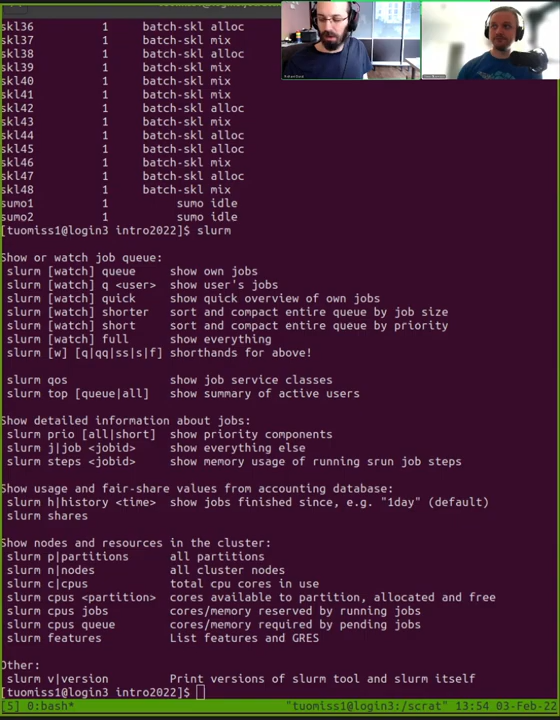 skl36 1 batch-skl alloc
skl37 1 batch-skl mix
skl38 1 batch-skl alloc
skl39 1 batch-skl mix
skl40 1 batch-skl mix
skl41 1 batch-skl mix
skl42 1 batch-skl alloc
skl43 1 batch-skl mix
skl44 1 batch-skl alloc
skl45 1 batch-skl alloc
skl46 1 batch-skl mix
skl47 1 batch-skl alloc
skl48 1 batch-skl mix
sumo1 1 sumo idle
sumo2 1 sumo idle
[tuomiss1@login3 intro2022]$ slurm
Show or watch job queue:
slurm [watch] queue show own jobs
slurm [watch] q <user> show user's jobs
slurm [watch] quick show quick overview of own jobs
slurm [watch] shorter sort and compact entire queue by job size
slurm [watch] short sort and compact entire queue by priority
slurm [watch] full show everything
slurm [w] [q|qq|ss|s|f] shorthands for above!
slurm qos show job service classes
slurm top [queue|all] show summary of active users
Show detailed information about jobs:
slurm prio [all|short] show priority components
slurm j|job <jobid> show everything else
slurm steps <jobid> show memory usage of running srun job steps
Show usage and fair-share values from accounting database:
slurm h|history <time> show jobs finished since, e.g. "1day" (default)
slurm shares
Show nodes and resources in the cluster:
slurm p|partitions all partitions
slurm n|nodes all cluster nodes
slurm c|cpus total cpu cores in use
slurm cpus <partition> cores available to partition, allocated and free
slurm cpus jobs cores/memory reserved by running jobs
slurm cpus queue cores/memory required by pending jobs
slurm features List features and GRES
Other:
slurm v|version Print versions of slurm tool and slurm itself
[tuomiss1@login3 intro2022]$
[5] 0:bash* "tuomiss1@login3:/scrat" 13:54 03-Feb-22